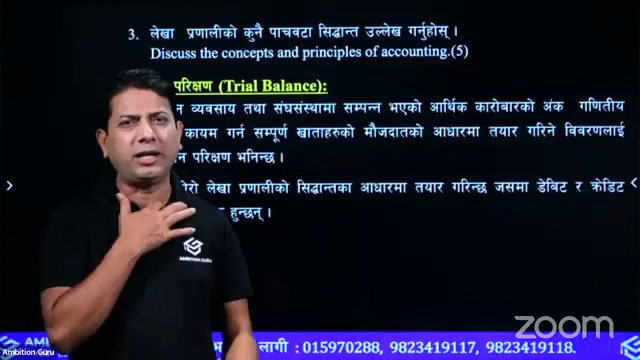 3. लेखा प्रणालीको कुनै पाचवटा सिद्धान्त उल्लेख गर्नुहोस् ।
Discuss the concepts and principles of accounting.(5)
परिक्षण (Trial Balance):
व्यवसाय तथा संघसंस्थामा सम्पन्न भएको आर्थिक कारोबारको अंक गणितीय
कायम गर्न सम्पूर्ण खाताहरुको मौजदातको आधारमा तयार गरिने विवरणलाई
परिक्षण भनिन्छ ।
लेखा प्रणालीको सिद्धान्तका आधारमा तयार गरिन्छ जसमा डेबिट र क्रेडिट
हुन्छन् ।
AMBITION GURU
zoom
लागी : 015970288, 9823419117, 9823419118.
Ambition Guru